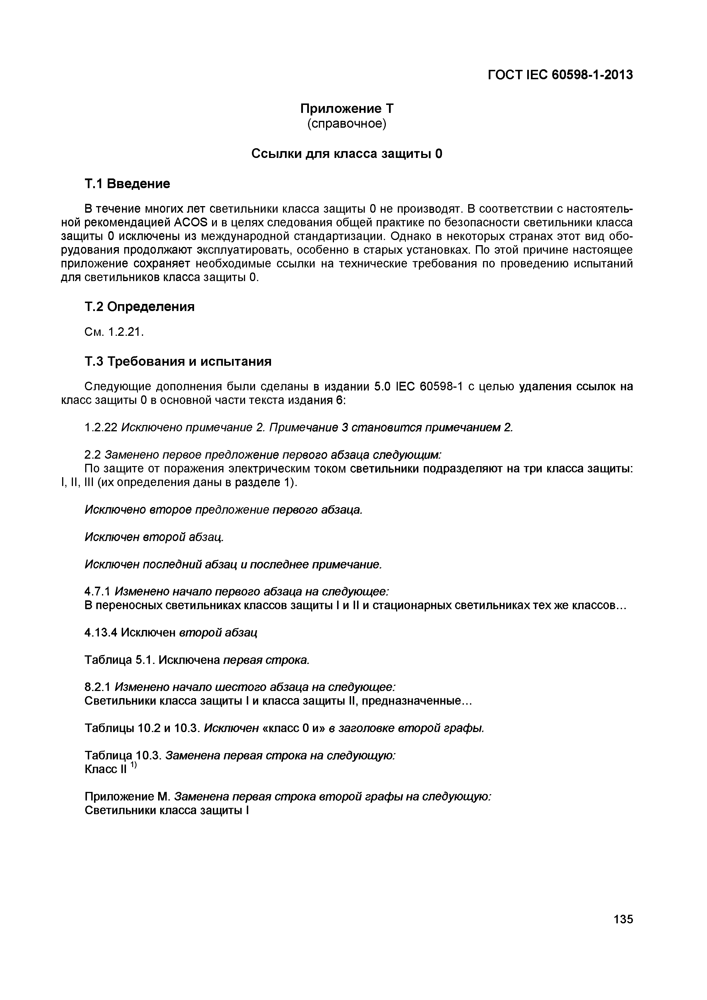 ГОСТ IEC 60598-1-2013
Приложение Т
(справочное)
Ссылки для класса защиты 0
Т.1 Введение
В течение многих лет светильники класса защиты 0 не производят. В соответствии с настоятель-
ной рекомендацией ACOS и в целях следования общей практике по безопасности светильники класса
защиты 0 исключены из международной стандартизации. Однако в некоторых странах этот вид обо-
рудования продолжают эксплуатировать, особенно в старых установках. По этой причине настоящее
приложение сохраняет необходимые ссылки на технические требования по проведению испытаний
для светильников класса защиты 0.
Т.2 Определения
См. 1.2.21.
Т.3 Требования и испытания
Следующие дополнения были сделаны в издании 5.0 IEC 60598-1 с целью удаления ссылок на
класс защиты 0 в основной части текста издания 6:
1.2.22 Исключено примечание 2. Примечание 3 становится примечанием 2.
2.2 Заменено первое предложение первого абзаца следующим:
По защите от поражения электрическим током светильники подразделяют на три класса защиты:
I, II, III (их определения даны в разделе 1).
Исключено второе предложение первого абзаца.
Исключен второй абзац.
Исключен последний абзац и последнее примечание.
4.7.1 Изменено начало первого абзаца на следующее:
В переносных светильниках классов защиты I и II и стационарных светильниках тех же классов...
4.13.4 Исключен второй абзац
Таблица 5.1. Исключена первая строка.
8.2.1 Изменено начало шестого абзаца на следующее:
Светильники класса защиты I и класса защиты II, предназначенные...
Таблицы 10.2 и 10.3. Исключен «класс 0 и» в заголовке второй графы.
Таблица 10.3. Заменена первая строка на следующую:
Класс II 1)
Приложение М. Заменена первая строка второй графы на следующую:
Светильники класса защиты I
135